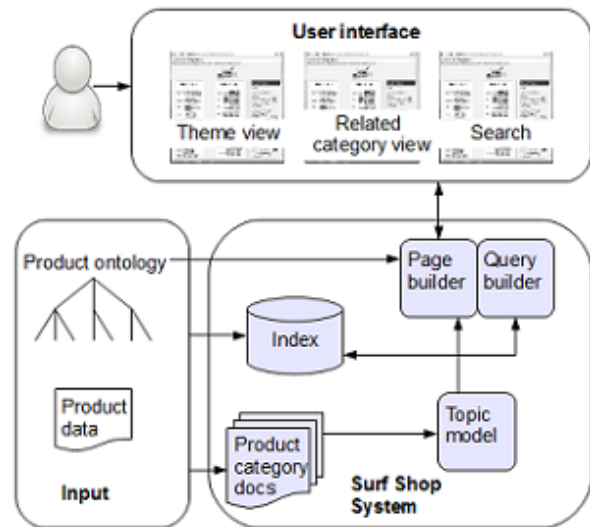 User interface
Theme view
Related
category view
Search
Product ontology
Page
builder
Query
builder
Index
Product
data
Product
category
docs
Topic
model
Input
Surf Shop
System